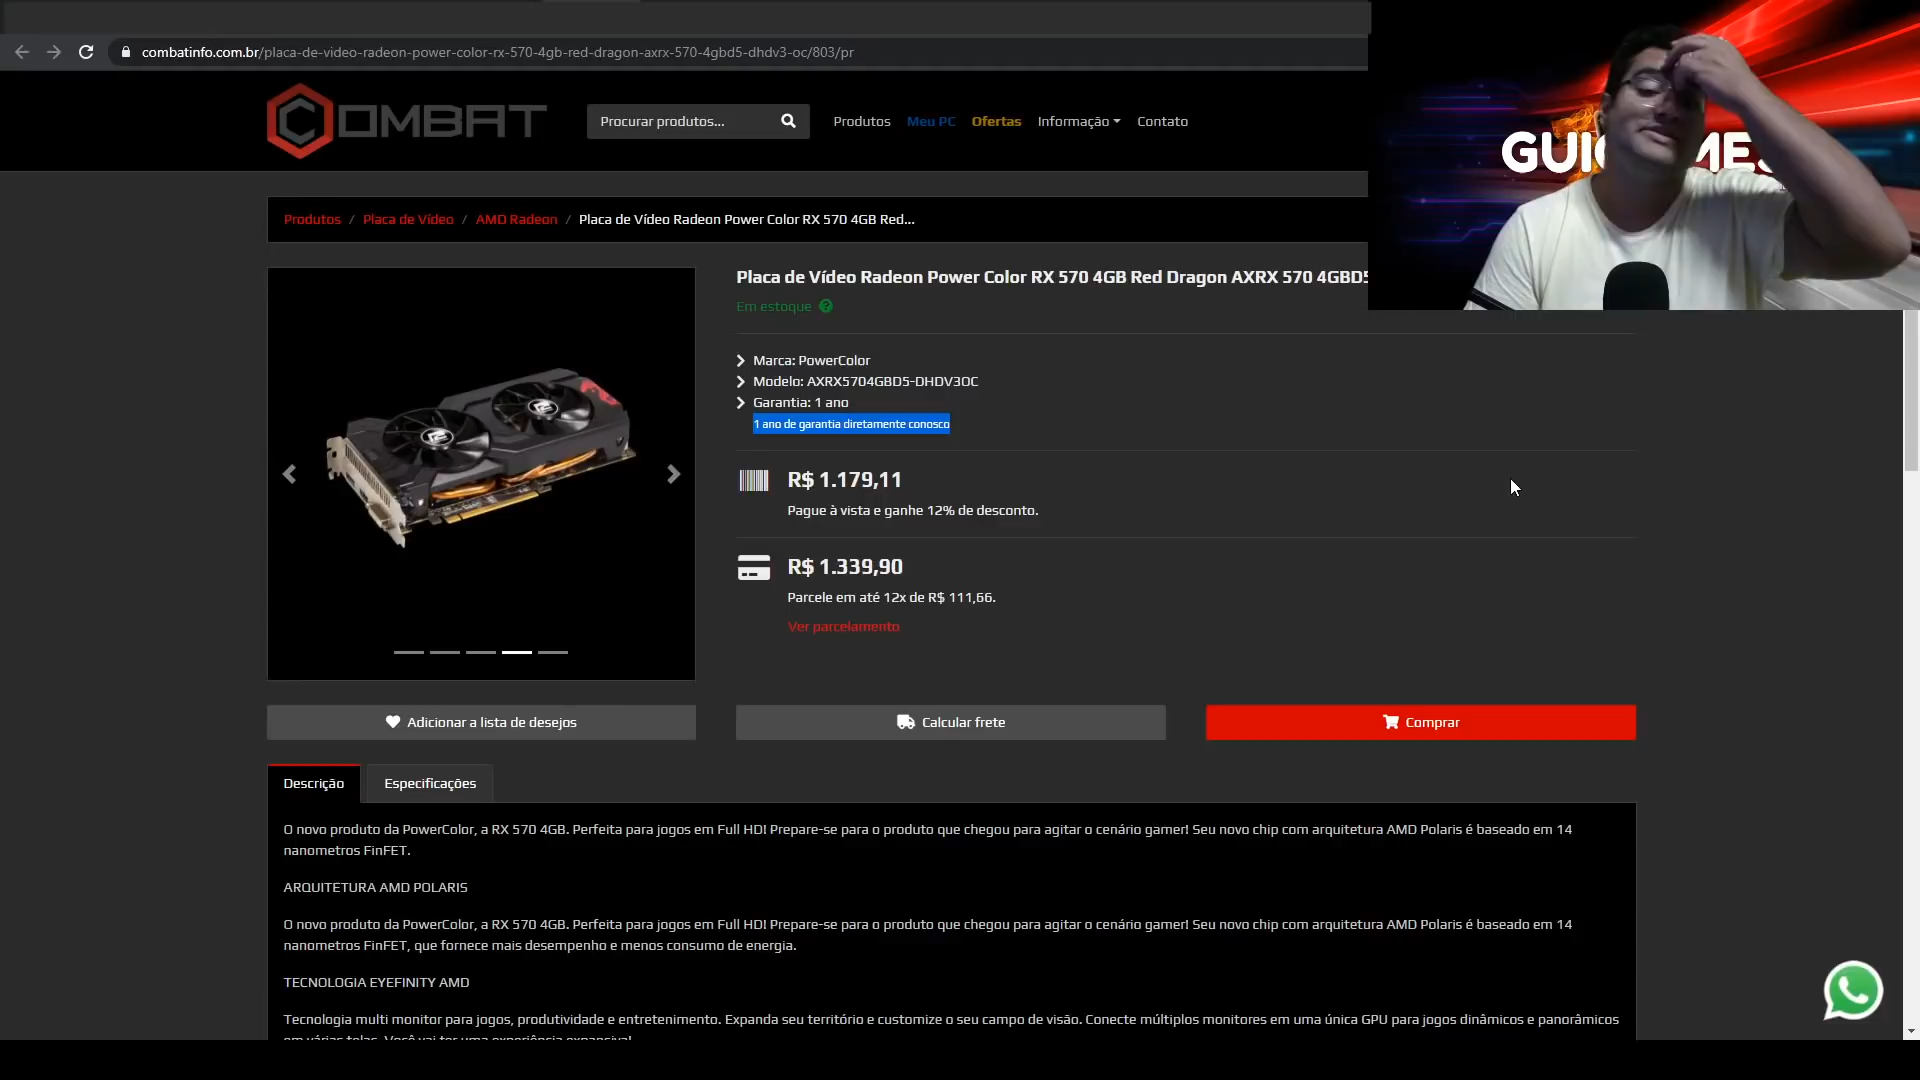 combatinfo.com.br/placa-de-video-radeon-power-color-rx-570-4gb-red-dragon-axrx-570-4gbd5-dhdv3-oc/803/pr
COMBAT
Procurar produtos...
Produtos
Meu PC
Ofertas
Informação
Contato
Produtos / Placa de Vídeo / AMD Radeon / Placa de Vídeo Radeon Power Color RX 570 4GB Red...
Placa de Vídeo Radeon Power Color RX 570 4GB Red Dragon AXRX 570 4GBD5
Em estoque
Marca: PowerColor
Modelo: AXRX5704GBD5-DHDV3OC
Garantia: 1 ano
1 ano de garantia diretamente conosco
R$ 1.179,11
Pague à vista e ganhe 12% de desconto.
R$ 1.339,90
Parcele em até 12x de R$ 111,66.
Ver parcelamento
Adicionar a lista de desejos
Calcular frete
Comprar
Descrição
Especificações
O novo produto da PowerColor, a RX 570 4GB. Perfeita para jogos em Full HD! Prepare-se para o produto que chegou para agitar o cenário gamer! Seu novo chip com arquitetura AMD Polaris é baseado em 14
nanometros FinFET.
ARQUITETURA AMD POLARIS
O novo produto da PowerColor, a RX 570 4GB. Perfeita para jogos em Full HD! Prepare-se para o produto que chegou para agitar o cenário gamer! Seu novo chip com arquitetura AMD Polaris é baseado em 14
nanometros FinFET, que fornece mais desempenho e menos consumo de energia.
TECNOLOGIA EYEFINITY AMD
Tecnologia multi monitor para jogos, produtividade e entretenimento. Expanda seu território e customize o seu campo de visão. Conecte múltiplos monitores em uma única GPU para jogos dinâmicos e panorâmicos
em várias telas. Você vai ter uma experiência expansiva!